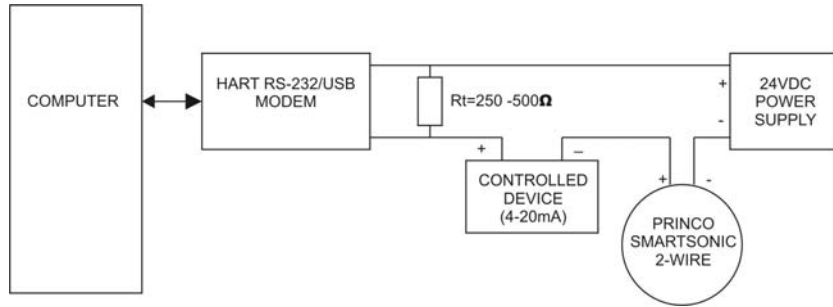 COMPUTER
HART RS-232/USB
MODEM
Rt=250 -500Ω
+
-
24VDC
POWER
SUPPLY
+
–
CONTROLLED
DEVICE
(4-20mA)
+
-
PRINCO
SMARTSONIC
2-WIRE